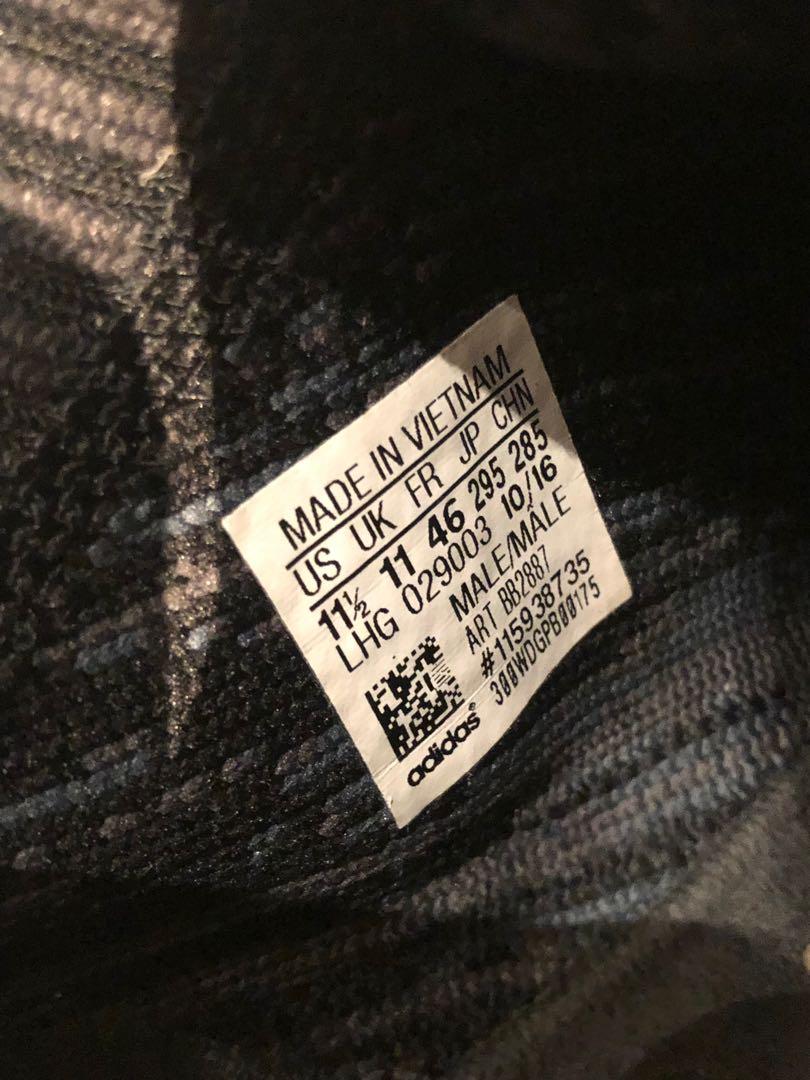 MADE IN VIETNAM
US UK FR JP CHN
11½ 11 46 295 285
LHG 029003 10/16
MALE/MÂLE
ART BB2887
#115938735
300WDGPB00175
adidas®